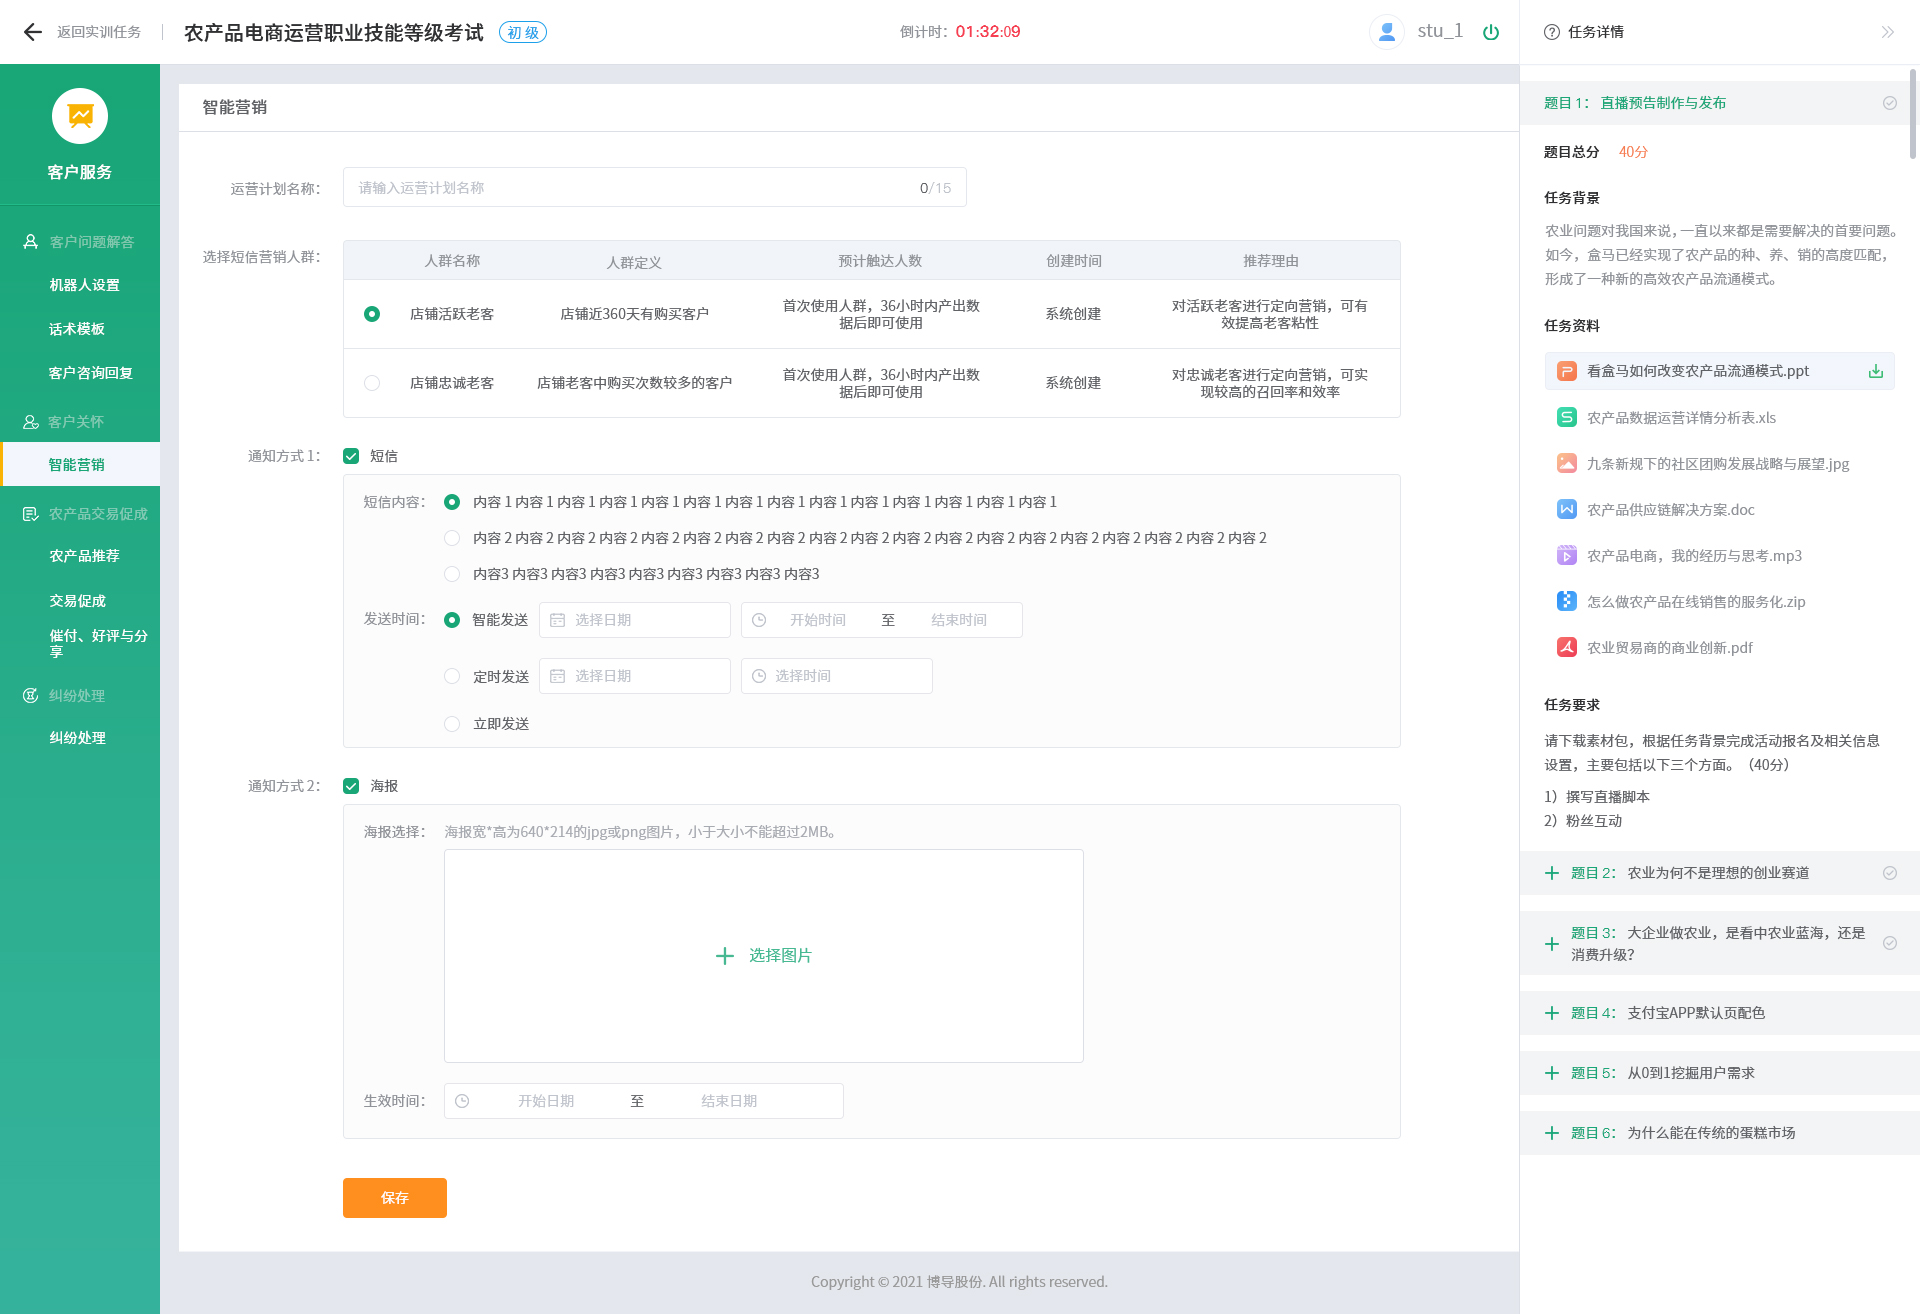 返回实训任务
农产品电商运营职业技能等级考试
初级
倒计时：01:32:09
stu_1
任务详情
客户服务
客户问题解答
机器人设置
话术模板
客户咨询回复
客户关怀
智能营销
农产品交易促成
农产品推荐
交易促成
催付、好评与分
享
纠纷处理
纠纷处理
智能营销
运营计划名称：
请输入运营计划名称
0/15
选择短信营销人群：
人群名称 人群定义 预计触达人数 创建时间 推荐理由
店铺活跃老客 店铺近360天有购买客户 首次使用人群，36小时内产出数
据后即可使用 系统创建 对活跃老客进行定向营销，可有
效提高老客粘性
店铺忠诚老客 店铺老客中购买次数较多的客户 首次使用人群，36小时内产出数
据后即可使用 系统创建 对忠诚老客进行定向营销，可实
现较高的召回率和效率
通知方式 1： 短信
短信内容： 内容 1 内容 1 内容 1 内容 1 内容 1 内容 1 内容 1 内容 1 内容 1 内容 1 内容 1 内容 1 内容 1 内容 1
内容 2 内容 2 内容 2 内容 2 内容 2 内容 2 内容 2 内容 2 内容 2 内容 2 内容 2 内容 2 内容 2 内容 2 内容 2 内容 2 内容 2 内容 2 内容 2
内容3 内容3 内容3 内容3 内容3 内容3 内容3 内容3 内容3
发送时间： 智能发送 选择日期 开始时间 至 结束时间
定时发送 选择日期 选择时间
立即发送
通知方式 2： 海报
海报选择： 海报宽*高为640*214的jpg或png图片，小于大小不能超过2MB。
选择图片
生效时间： 开始日期 至 结束日期
保存
Copyright © 2021 博导股份. All rights reserved.
题目 1： 直播预告制作与发布
题目总分 40分
任务背景
农业问题对我国来说，一直以来都是需要解决的首要问题。
如今，盒马已经实现了农产品的种、养、销的高度匹配，
形成了一种新的高效农产品流通模式。
任务资料
看盒马如何改变农产品流通模式.ppt
农产品数据运营详情分析表.xls
九条新规下的社区团购发展战略与展望.jpg
农产品供应链解决方案.doc
农产品电商，我的经历与思考.mp3
怎么做农产品在线销售的服务化.zip
农业贸易商的商业创新.pdf
任务要求
请下载素材包，根据任务背景完成活动报名及相关信息
设置，主要包括以下三个方面。（40分）
1）撰写直播脚本
2）粉丝互动
题目 2： 农业为何不是理想的创业赛道
题目 3： 大企业做农业，是看中农业蓝海，还是
消费升级？
题目 4： 支付宝APP默认页配色
题目 5： 从0到1挖掘用户需求
题目 6： 为什么能在传统的蛋糕市场